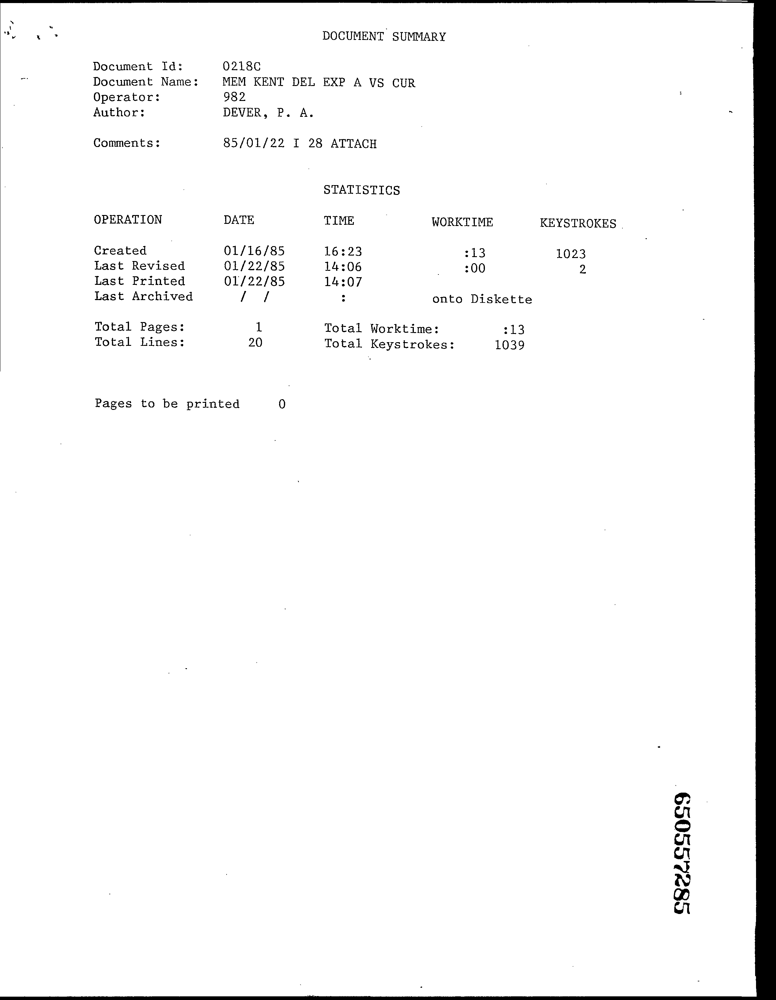 DOCUMENT SUMMARY
Document Id: 0218C
Document Name: MEM KENT DEL EXP A VS CUR
Operator: 982
Author: DEVER, P. A.
Comments: 85/01/22 I 28 ATTACH
STATISTICS
OPERATION DATE TIME WORKTIME KEYSTROKES
Created 01/16/85 16:23 :13 1023
Last Revised 01/22/85 14:06 :00 2
Last Printed 01/22/85 14:07
Last Archived / / : onto Diskette
Total Pages: 1 Total Worktime: :13
Total Lines: 20 Total Keystrokes: 1039
Pages to be printed 0
650557285